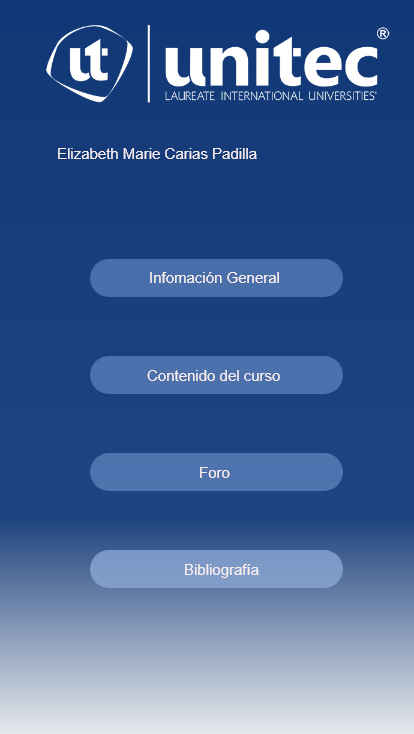 ut unitec®
LAUREATE INTERNATIONAL UNIVERSITIES®
Elizabeth Marie Carias Padilla
Infomación General
Contenido del curso
Foro
Bibliografía